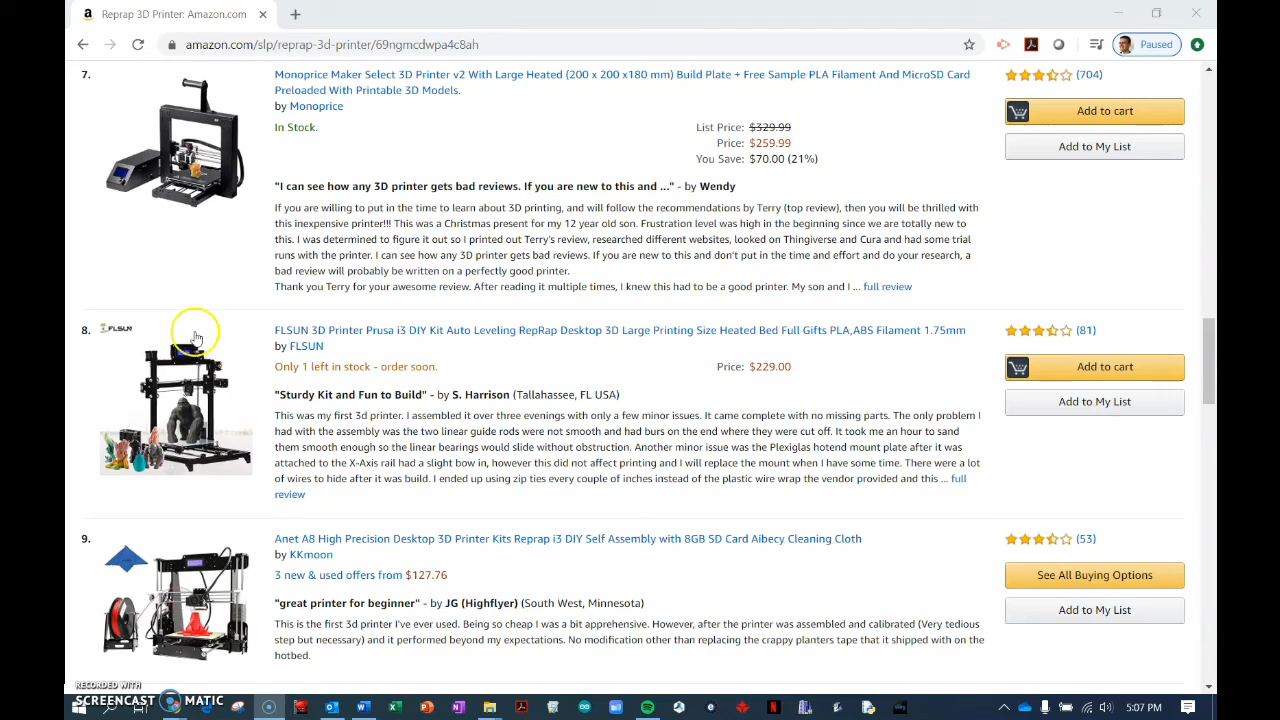 Reprap 3D Printer: Amazon.com
amazon.com/slp/reprap-3d-printer/69ngmcdwpa4c8ah
Paused
7.
Monoprice Maker Select 3D Printer v2 With Large Heated (200 x 200 x180 mm) Build Plate + Free Sample PLA Filament And MicroSD Card
Preloaded With Printable 3D Models.
by Monoprice
In Stock.
List Price: $329.99
Price: $259.99
You Save: $70.00 (21%)
(704)
Add to cart
Add to My List
"I can see how any 3D printer gets bad reviews. If you are new to this and ..." - by Wendy
If you are willing to put in the time to learn about 3D printing, and will follow the recommendations by Terry (top review), then you will be thrilled with
this inexpensive printer!!! This was a Christmas present for my 12 year old son. Frustration level was high in the beginning since we are totally new to
this. I was determined to figure it out so I printed out Terry's review, researched different websites, looked on Thingiverse and Cura and had some trial
runs with the printer. I can see how any 3D printer gets bad reviews. If you are new to this and don't put in the time and effort and do your research, a
bad review will probably be written on a perfectly good printer.
Thank you Terry for your awesome review. After reading it multiple times, I knew this had to be a good printer. My son and I ... full review
8.
FLSUN
FLSUN 3D Printer Prusa i3 DIY Kit Auto Leveling RepRap Desktop 3D Large Printing Size Heated Bed Full Gifts PLA,ABS Filament 1.75mm
by FLSUN
Only 1 left in stock - order soon.
Price: $229.00
(81)
Add to cart
Add to My List
"Sturdy Kit and Fun to Build" - by S. Harrison (Tallahassee, FL USA)
This was my first 3d printer. I assembled it over three evenings with only a few minor issues. It came complete with no missing parts. The only problem I
had with the assembly was the two linear guide rods were not smooth and had burs on the end where they were cut off. It took me an hour to sand
them smooth enough so the linear bearings would slide without obstruction. Another minor issue was the Plexiglas hotend mount plate after it was
attached to the X-Axis rail had a slight bow in, however this did not affect printing and I will replace the mount when I have some time. There were a lot
of wires to hide after it was build. I ended up using zip ties every couple of inches instead of the plastic wire wrap the vendor provided and this ... full
review
9.
Anet A8 High Precision Desktop 3D Printer Kits Reprap i3 DIY Self Assembly with 8GB SD Card Aibecy Cleaning Cloth
by KKmoon
3 new & used offers from $127.76
(53)
See All Buying Options
Add to My List
"great printer for beginner" - by JG (Highflyer) (South West, Minnesota)
This is the first 3d printer I've ever used. Being so cheap I was a bit apprehensive. However, after the printer was assembled and calibrated (Very tedious
step but necessary) and it performed beyond my expectations. No modification other than replacing the crappy planters tape that it shipped with on the
hotbed.
RECORDED WITH
SCREENCAST MATIC
5:07 PM